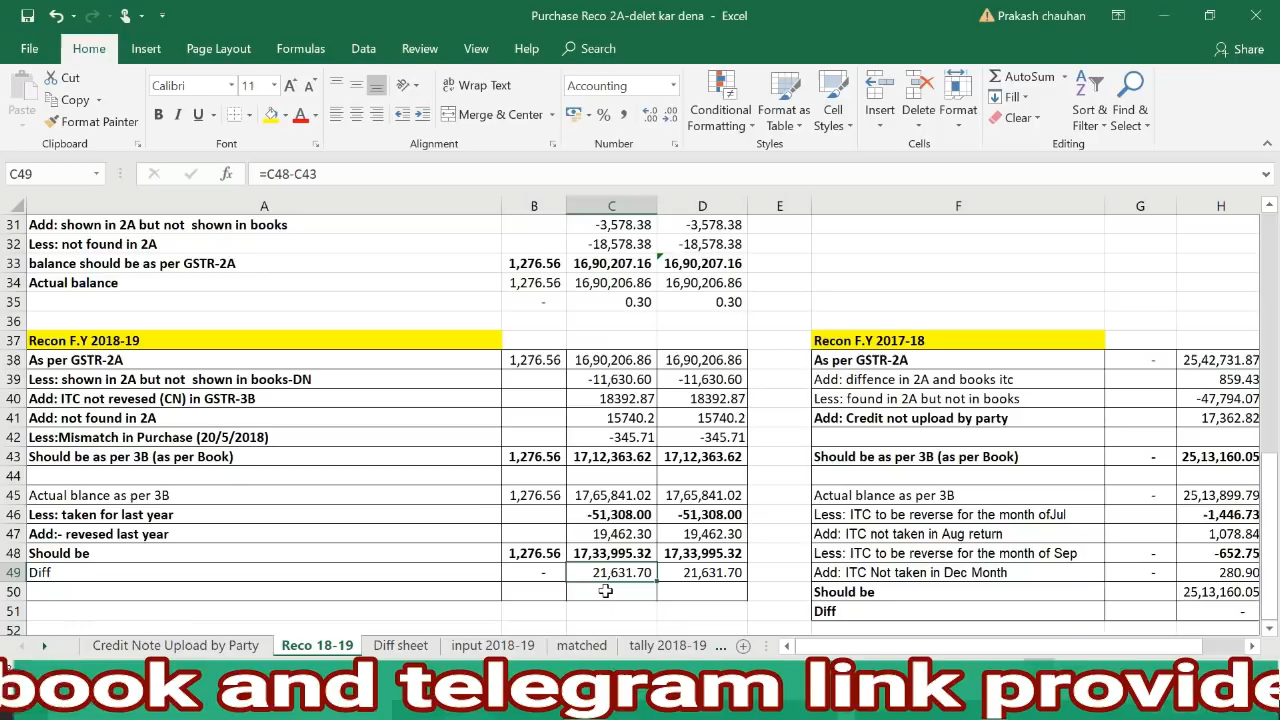 Purchase Reco 2A-delet kar dena - Excel
Prakash chauhan
File Home Insert Page Layout Formulas Data Review View Help Search Share
Paste Cut Copy Format Painter
Calibri 11 B I U A
Wrap Text Merge & Center
Accounting % ,
Conditional Formatting Format as Table Cell Styles
Insert Delete Format
AutoSum Fill Clear Sort & Filter Find & Select
Clipboard Font Alignment Number Styles Cells Editing
C49 fx =C48-C43
A B C D E F G H
31 Add: shown in 2A but not shown in books -3,578.38 -3,578.38
32 Less: not found in 2A -18,578.38 -18,578.38
33 balance should be as per GSTR-2A 1,276.56 16,90,207.16 16,90,207.16
34 Actual balance 1,276.56 16,90,206.86 16,90,206.86
35 - 0.30 0.30
36
37 Recon F.Y 2018-19 Recon F.Y 2017-18
38 As per GSTR-2A 1,276.56 16,90,206.86 16,90,206.86 As per GSTR-2A - 25,42,731.87
39 Less: shown in 2A but not shown in books-DN -11,630.60 -11,630.60 Add: diffence in 2A and books itc 859.43
40 Add: ITC not revesed (CN) in GSTR-3B 18392.87 18392.87 Less: found in 2A but not in books -47,794.07
41 Add: not found in 2A 15740.2 15740.2 Add: Credit not upload by party 17,362.82
42 Less:Mismatch in Purchase (20/5/2018) -345.71 -345.71
43 Should be as per 3B (as per Book) 1,276.56 17,12,363.62 17,12,363.62 Should be as per 3B (as per Book) - 25,13,160.05
44
45 Actual blance as per 3B 1,276.56 17,65,841.02 17,65,841.02 Actual blance as per 3B - 25,13,899.79
46 Less: taken for last year -51,308.00 -51,308.00 Less: ITC to be reverse for the month ofJul -1,446.73
47 Add:- revesed last year 19,462.30 19,462.30 Add: ITC not taken in Aug return 1,078.84
48 Should be 1,276.56 17,33,995.32 17,33,995.32 Less: ITC to be reverse for the month of Sep -652.75
49 Diff - 21,631.70 21,631.70 Add: ITC Not taken in Dec Month 280.90
50 Should be 25,13,160.05
51 Diff -
52
Credit Note Upload by Party Reco 18-19 Diff sheet input 2018-19 matched tally 2018-19 ...
book and telegram link provide